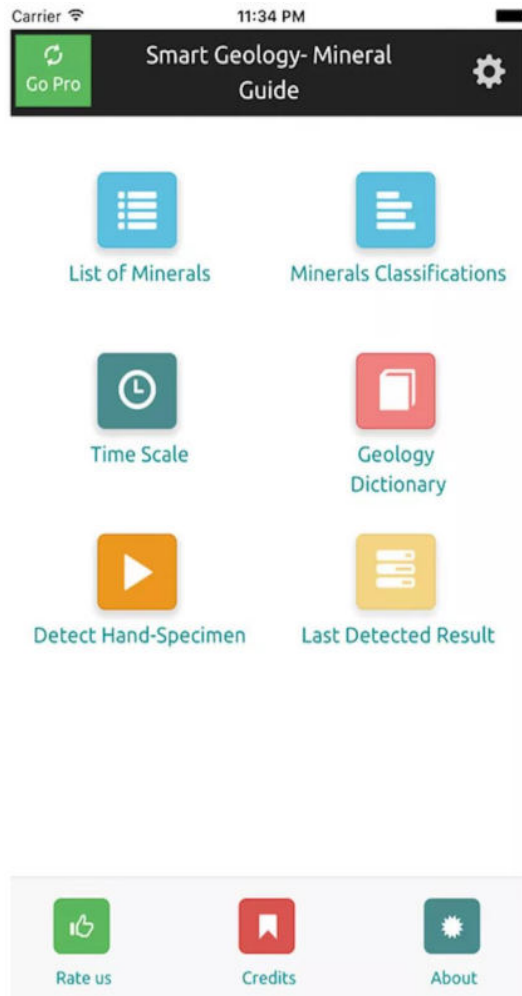 Carrier
11:34 PM
Go Pro
Smart Geology- Mineral
Guide
List of Minerals
Minerals Classifications
Time Scale
Geology
Dictionary
Detect Hand-Specimen
Last Detected Result
Rate us
Credits
About